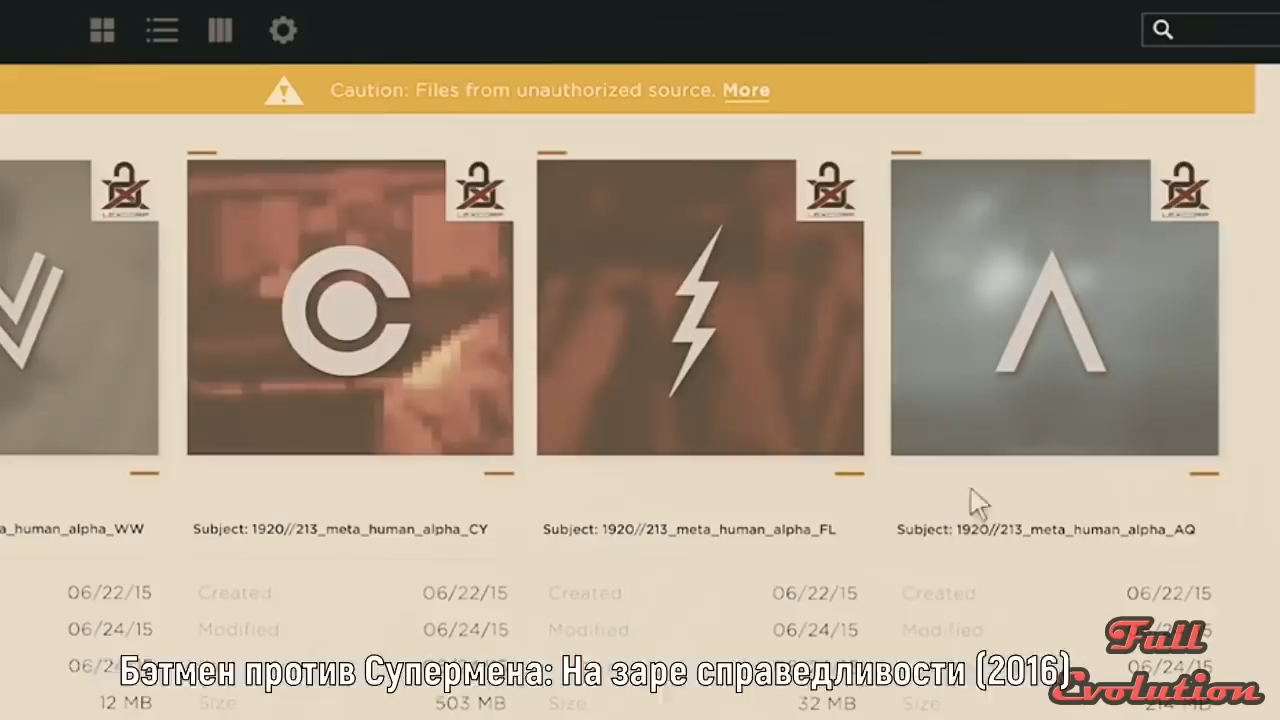 Caution: Files from unauthorized source. More
LEXCORP LEXCORP LEXCORP LEXCORP
a_human_alpha_WW Subject: 1920//213_meta_human_alpha_CY Subject: 1920//213_meta_human_alpha_FL Subject: 1920//213_meta_human_alpha_AQ
06/22/15 Created 06/22/15 Created 06/22/15 Created 06/22/15
06/24/15 Modified 06/24/15 Modified 06/24/15 Modified
Full
Evolution
Бэтмен против Супермена: На заре справедливости (2016)
06/24/15
12 MB Size 503 MB Size 32 MB Size 214 MB